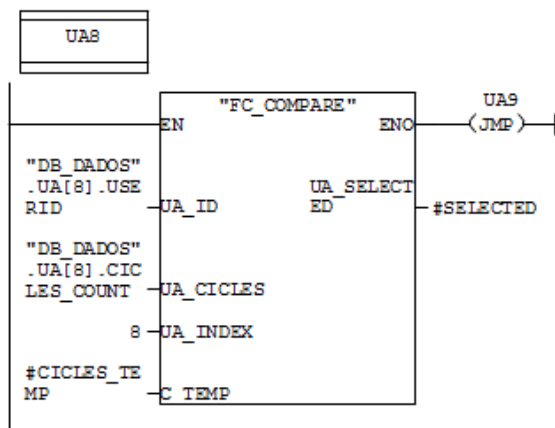 UA8
"FC_COMPARE"
UA9
EN
ENO
(JMP)
"DB_DADOS"
.UA[8].USE
RID
UA_ID
UA_SELECT
ED
#SELECTED
"DB_DADOS"
.UA[8].CIC
LES_COUNT
UA_CICLES
8
UA_INDEX
#CICLES_TE
MP
C_TEMP